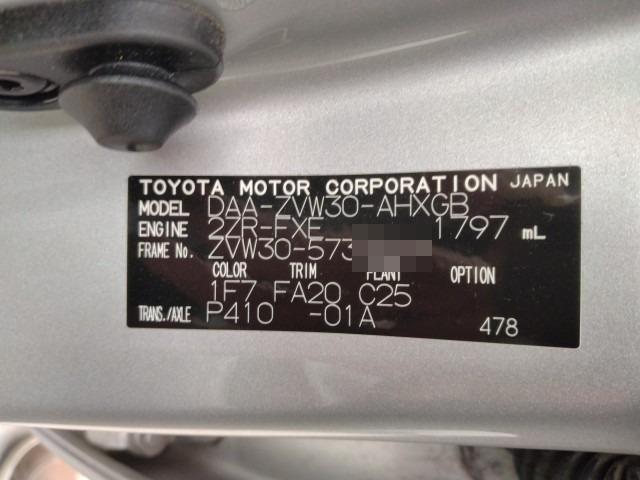 TOYOTA MOTOR CORPORATION JAPAN
MODEL DAA-ZVW30-AHXGB
ENGINE 2ZR-FXE 1797 mL
FRAME No. ZVW30-573
COLOR TRIM PLANT OPTION
1F7 FA20 C25
TRANS./AXLE P410 -01A 478